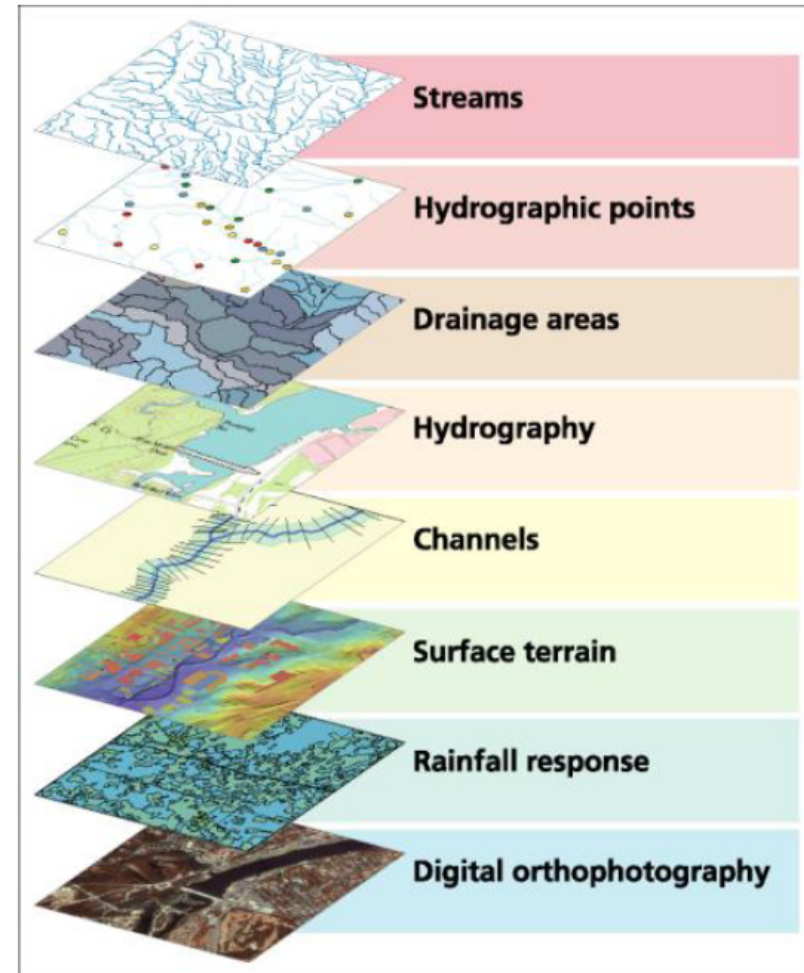 Streams
Hydrographic points
Drainage areas
Hydrography
Channels
Surface terrain
Rainfall response
Digital orthophotography